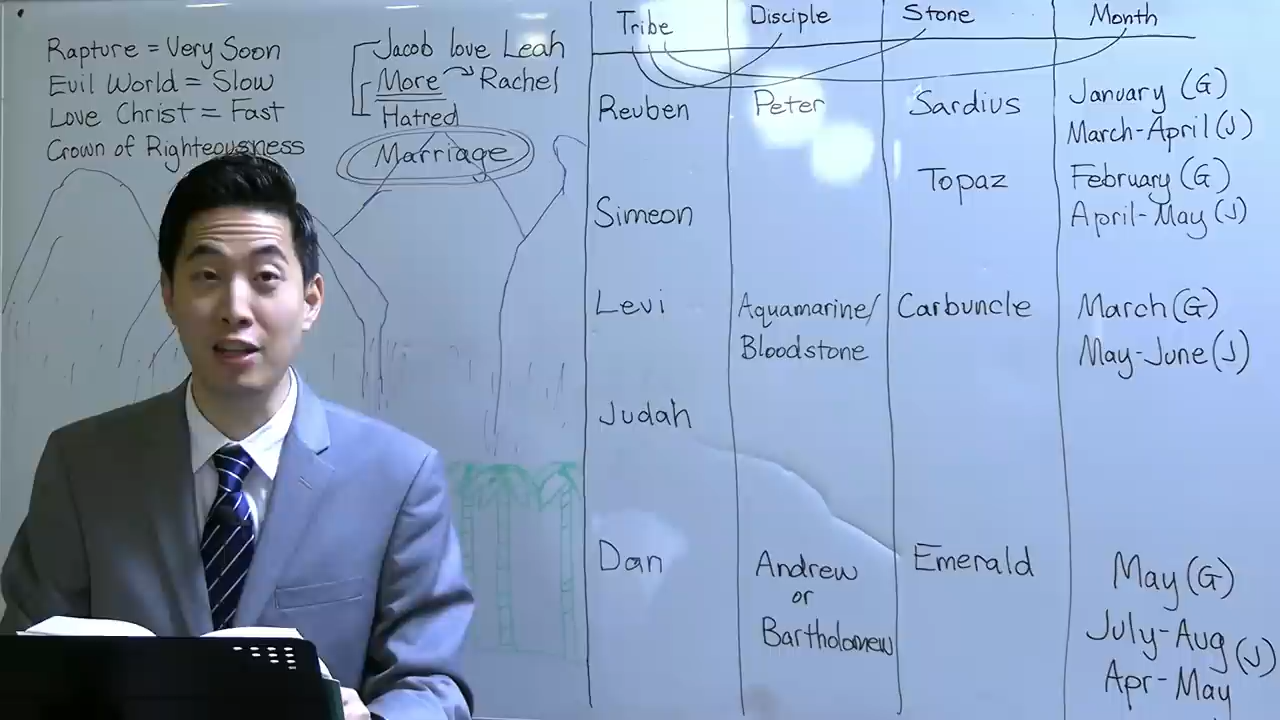 Rapture = Very Soon
Evil World = Slow
Love Christ = Fast
Crown of Righteousness
Jacob love Leah
More Rachel
Hatred
Marriage
Tribe Disciple Stone Month
Reuben Peter Sardius January (G)
March-April (J)
Simeon Topaz February (G)
April-May (J)
Levi Aquamarine/ Carbuncle March (G)
Bloodstone May-June (J)
Judah
Dan Andrew Emerald May (G)
or
Bartholomew July-Aug (J)
Apr-May